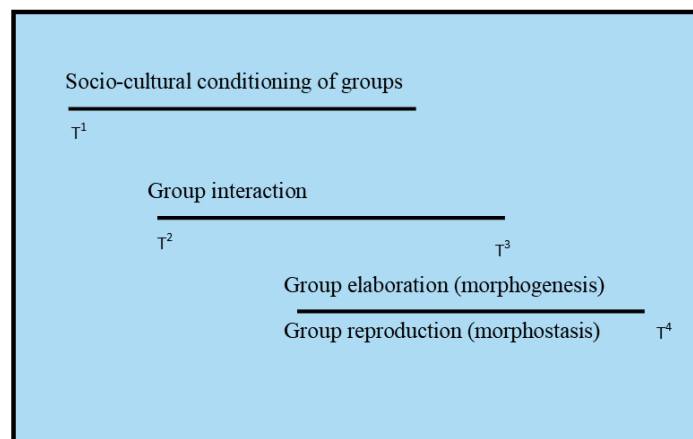 Socio-cultural conditioning of groups
T¹
Group interaction
T² T³
Group elaboration (morphogenesis)
Group reproduction (morphostasis) T⁴